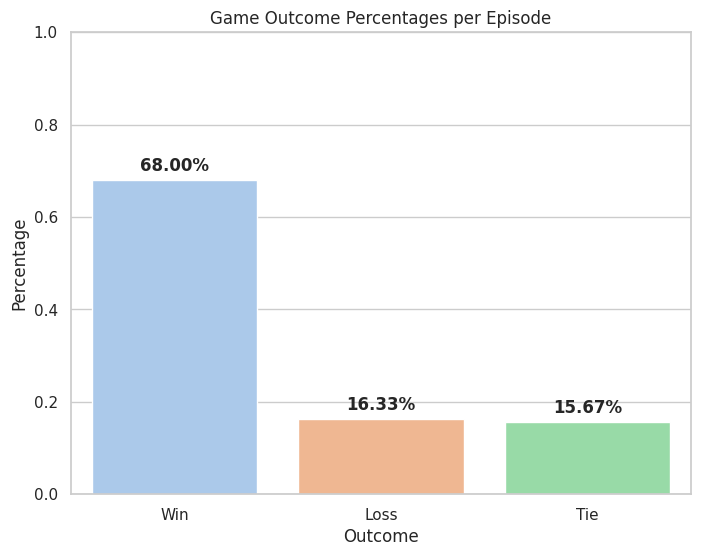 Game Outcome Percentages per Episode
1.0
0.8
0.6
0.4
0.2
0.0
Percentage
68.00%
16.33%
15.67%
Win Loss Tie
Outcome